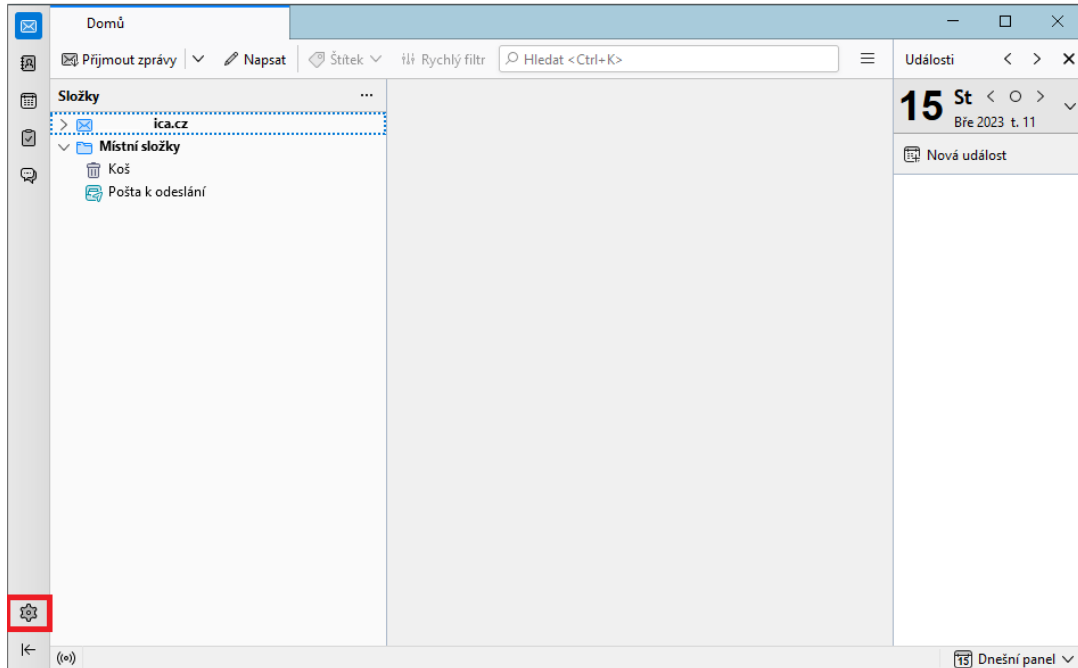 Domů
Přijmout zprávy
Napsat
Štítek
Rychlý filtr
Hledat <Ctrl+K>
Události
Složky
ica.cz
Místní složky
Koš
Pošta k odeslání
15
St
Bře 2023 t. 11
Nová událost
15 Dnešní panel